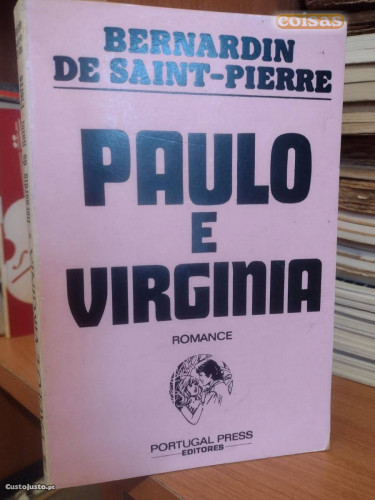 coisas
BERNARDIN
DE SAINT-PIERRE
PAULO
E
VIRGINIA
ROMANCE
PORTUGAL PRESS
EDITORES
CustoJusto.pt